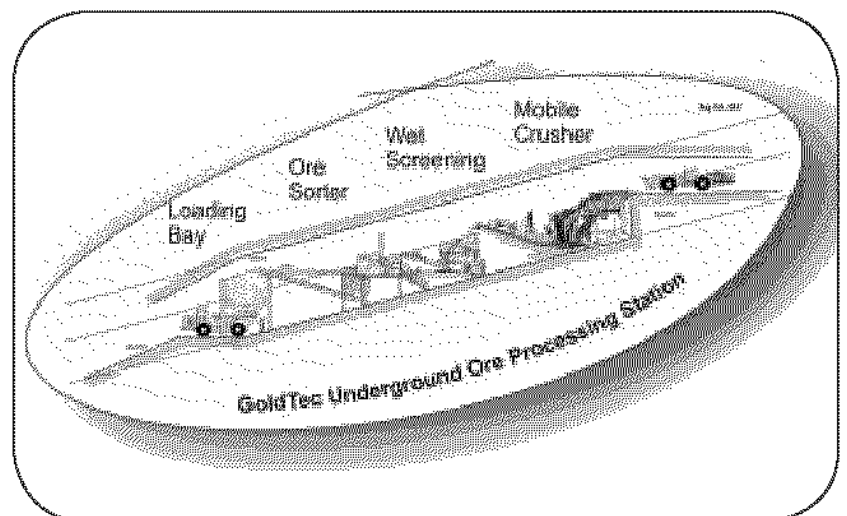 Mobile
Crusher
Wet
Screening
Ore
Sorter
Loading
Bay
GoldTec Underground Ore Processing Station